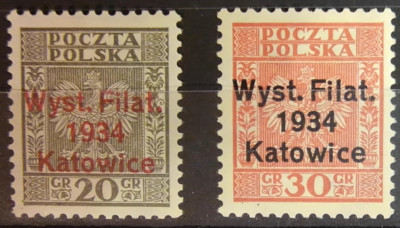 POCZTA
POLSKA
Wyst. Filat.
1934
Katowice
GR 20 GR
POCZTA
POLSKA
Wyst. Filat.
1934
Katowice
GR 30 GR